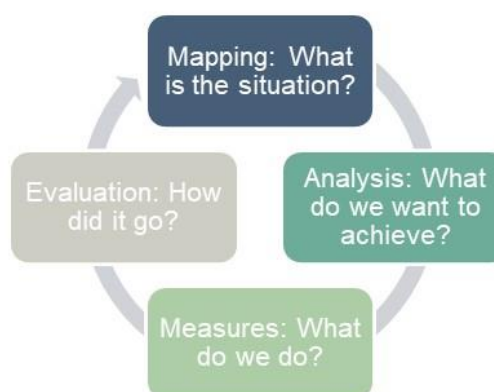 Mapping: What
is the situation?
Analysis: What
do we want to
achieve?
Measures: What
do we do?
Evaluation: How
did it go?